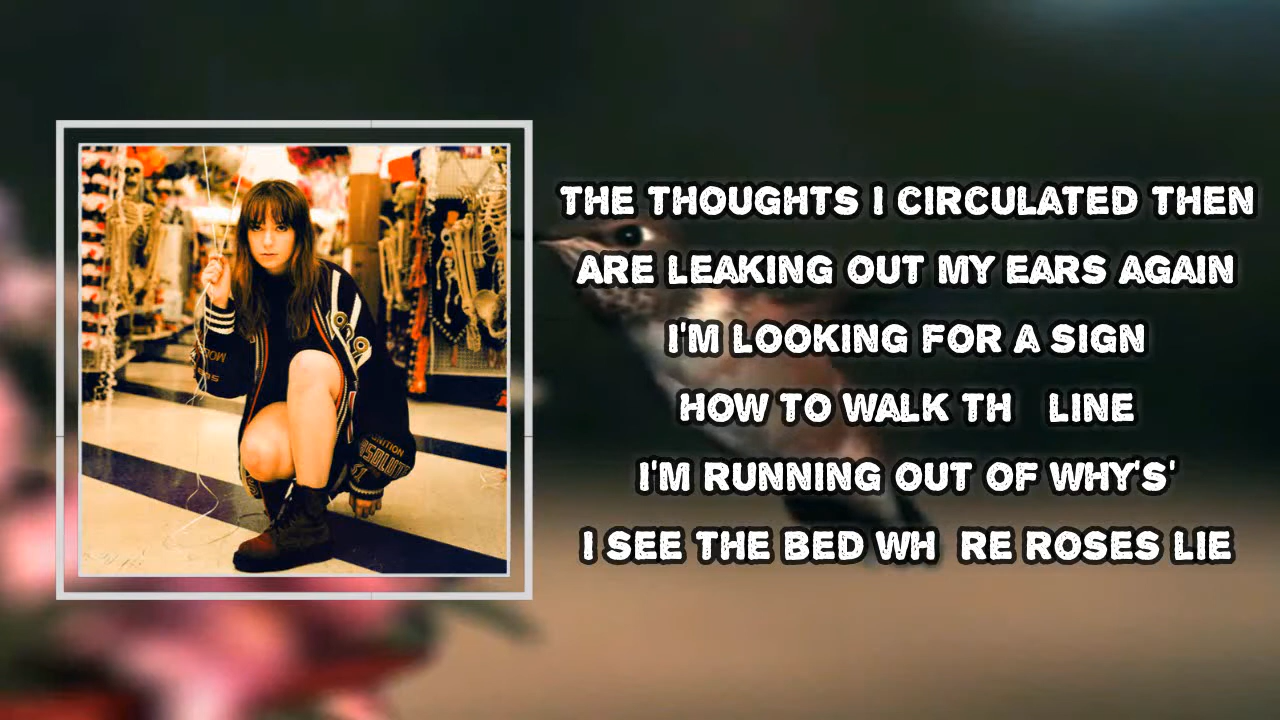 THE THOUGHTS I CIRCULATED THEN
ARE LEAKING OUT MY EARS AGAIN
I'M LOOKING FOR A SIGN
HOW TO WALK TH   LINE
I'M RUNNING OUT OF WHY'S'
I SEE THE BED WH  RE ROSES LIE